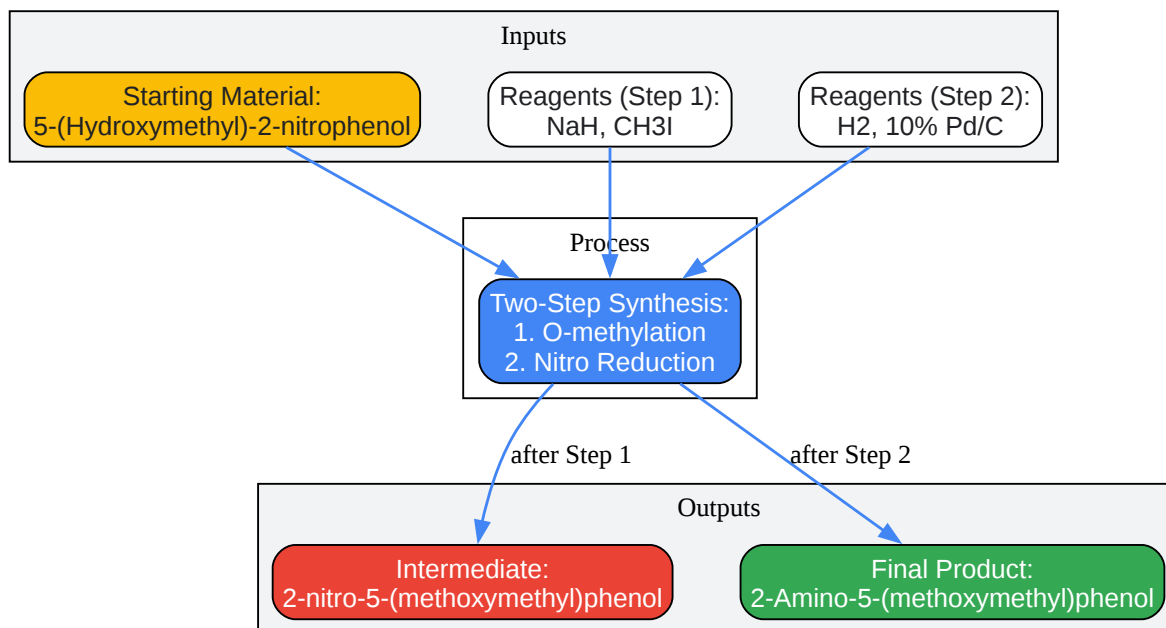 Inputs
Starting Material:
5-(Hydroxymethyl)-2-nitrophenol
Reagents (Step 1):
NaH, CH3I
Reagents (Step 2):
H2, 10% Pd/C
Process
Two-Step Synthesis:
1. O-methylation
2. Nitro Reduction
after Step 1
after Step 2
Outputs
Intermediate:
2-nitro-5-(methoxymethyl)phenol
Final Product:
2-Amino-5-(methoxymethyl)phenol